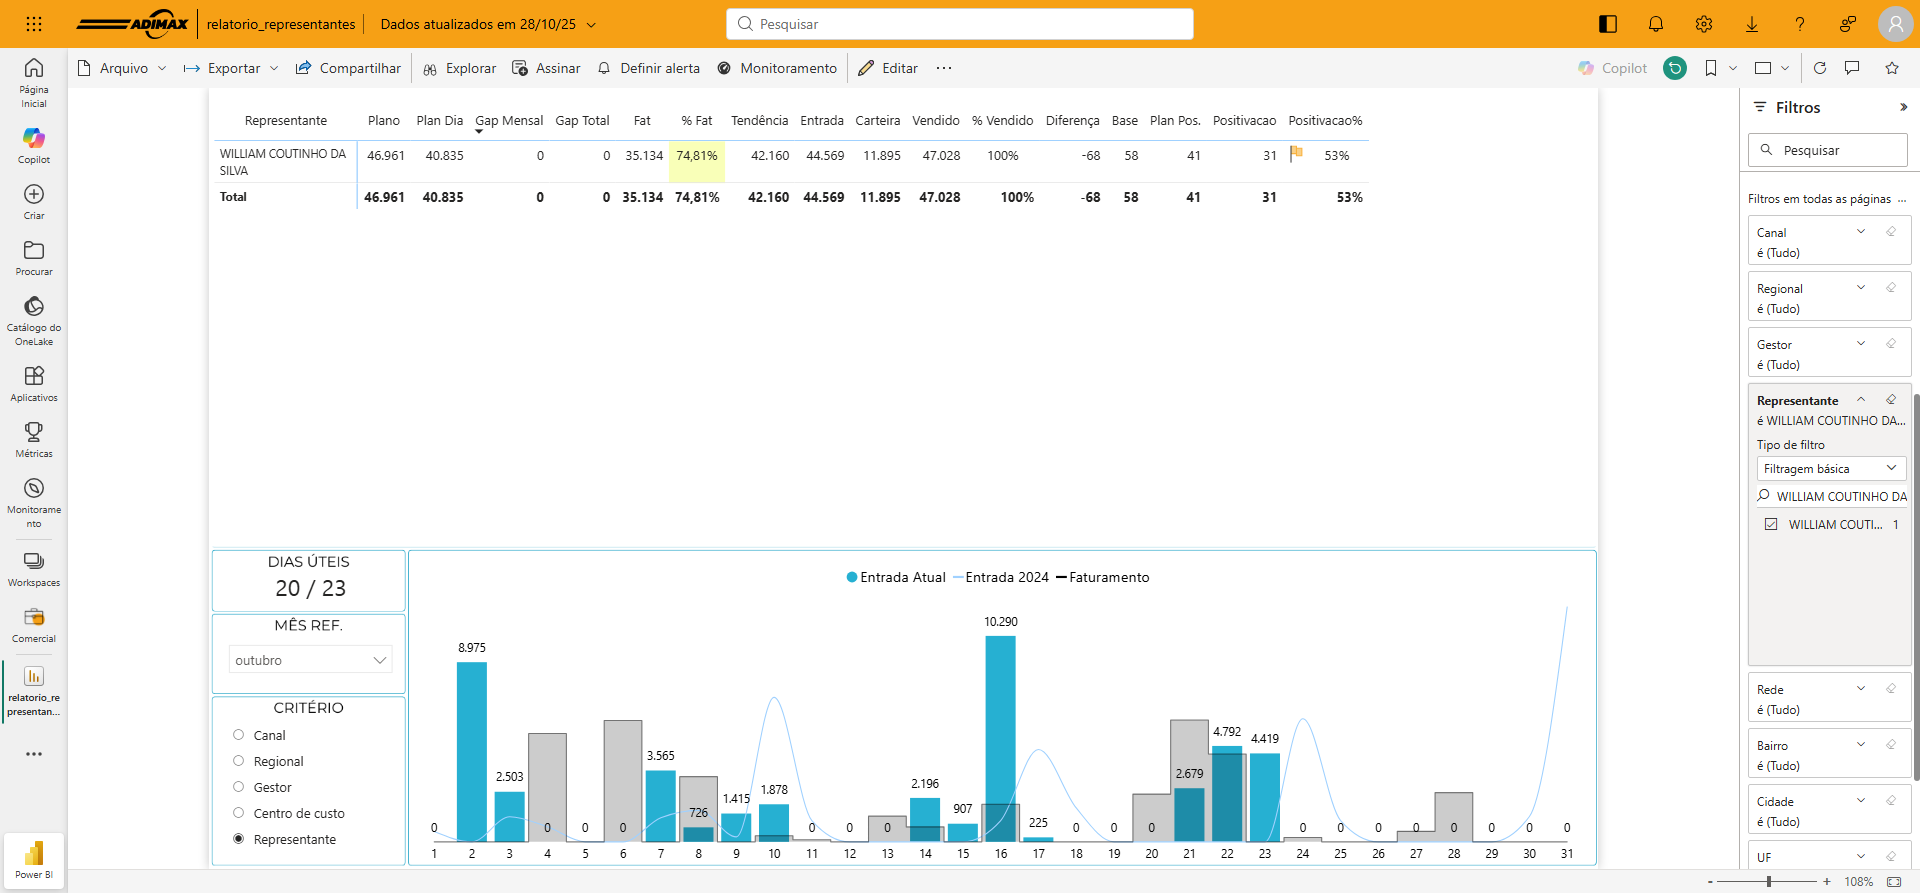 ADIMAX
relatorio_representantes
Dados atualizados em 28/10/25
Pesquisar
Arquivo
Exportar
Compartilhar
Explorar
Assinar
Definir alerta
Monitoramento
Editar
Copilot
Página Inicial
Copilot
Criar
Procurar
Catálogo do OneLake
Aplicativos
Métricas
Monitoramento
Workspaces
Comercial
relatorio_representan...
Power BI
Representante Plano Plan Dia Gap Mensal Gap Total Fat % Fat Tendência Entrada Carteira Vendido % Vendido Diferença Base Plan Pos. Positivacao Positivacao%
WILLIAM COUTINHO DA SILVA 46.961 40.835 0 0 35.134 74,81% 42.160 44.569 11.895 47.028 100% -68 58 41 31 53%
Total 46.961 40.835 0 0 35.134 74,81% 42.160 44.569 11.895 47.028 100% -68 58 41 31 53%
DIAS ÚTEIS
20 / 23
MÊS REF.
outubro
CRITÉRIO
Canal
Regional
Gestor
Centro de custo
Representante
Entrada Atual Entrada 2024 Faturamento
0 8.975 2.503 0 0 0 3.565 726 1.415 1.878 0 0 0 2.196 907 10.290 225 0 0 0 2.679 4.792 4.419 0 0 0 0 0 0 0 0
1 2 3 4 5 6 7 8 9 10 11 12 13 14 15 16 17 18 19 20 21 22 23 24 25 26 27 28 29 30 31
Filtros
Pesquisar
Filtros em todas as páginas ...
Canal
é (Tudo)
Regional
é (Tudo)
Gestor
é (Tudo)
Representante
é WILLIAM COUTINHO DA...
Tipo de filtro
Filtragem básica
WILLIAM COUTINHO DA
WILLIAM COUTI... 1
Rede
é (Tudo)
Bairro
é (Tudo)
Cidade
é (Tudo)
UF
- + 108%